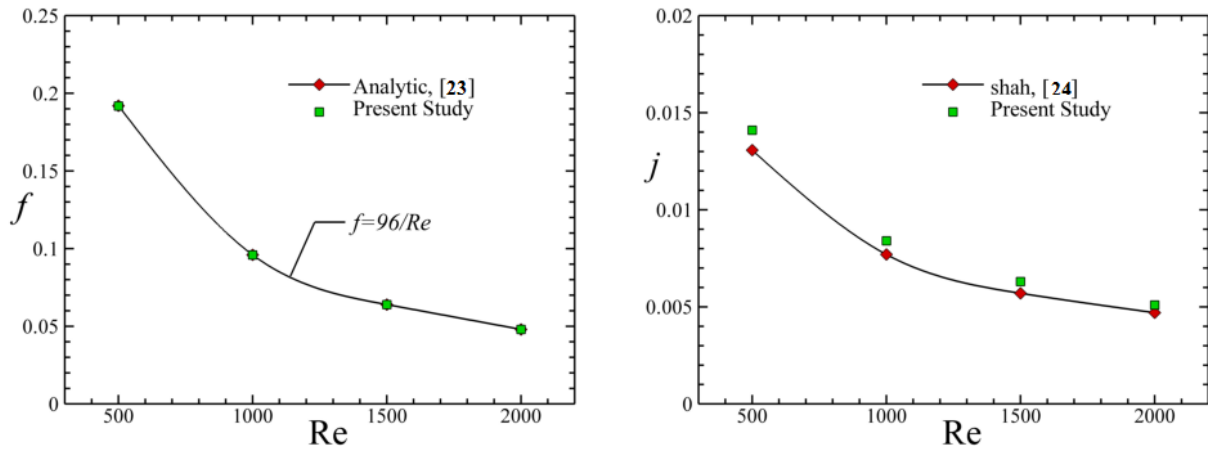 0.25
0.2
0.15
0.1
0.05
0
f
Analytic, [23]
Present Study
f=96/Re
500
1000
1500
2000
Re
0.02
0.015
0.01
0.005
0
j
shah, [24]
Present Study
500
1000
1500
2000
Re